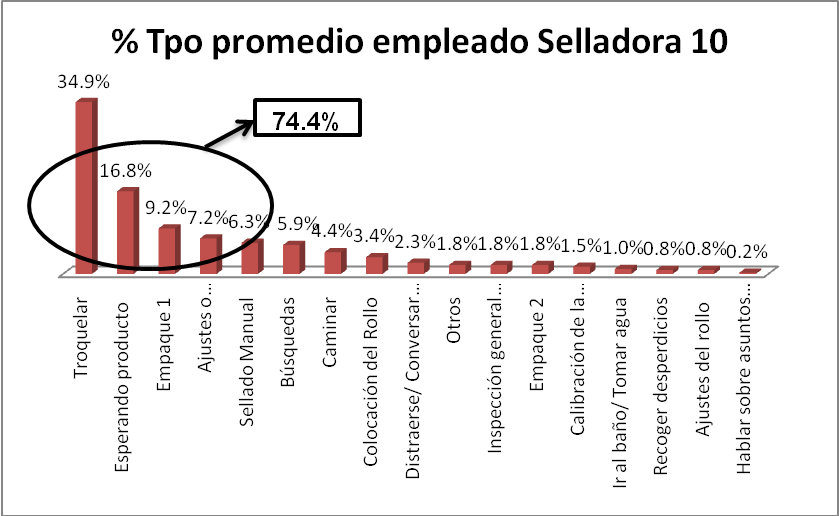 % Tpo promedio empleado Selladora 10
74.4%
34.9%
16.8%
9.2%
7.2%
6.3%
5.9%
4.4%
3.4%
2.3%
1.8%
1.8%
1.8%
1.5%
1.0%
0.8%
0.8%
0.2%
Troquelar
Esperando producto
Empaque 1
Ajustes o…
Sellado Manual
Búsquedas
Caminar
Colocación del Rollo
Distraerse/ Conversar…
Otros
Inspección general…
Empaque 2
Calibración de la…
Ir al baño/ Tomar agua
Recoger desperdicios
Ajustes del rollo
Hablar sobre asuntos…